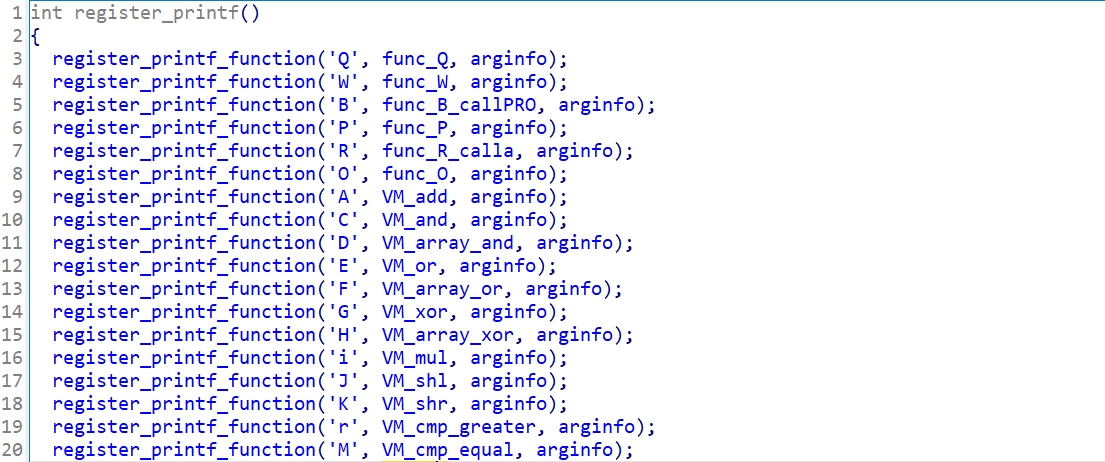 1 int register_printf()
2 {
3   register_printf_function('Q', func_Q, arginfo);
4   register_printf_function('W', func_W, arginfo);
5   register_printf_function('B', func_B_callPRO, arginfo);
6   register_printf_function('P', func_P, arginfo);
7   register_printf_function('R', func_R_calla, arginfo);
8   register_printf_function('O', func_O, arginfo);
9   register_printf_function('A', VM_add, arginfo);
10   register_printf_function('C', VM_and, arginfo);
11   register_printf_function('D', VM_array_and, arginfo);
12   register_printf_function('E', VM_or, arginfo);
13   register_printf_function('F', VM_array_or, arginfo);
14   register_printf_function('G', VM_xor, arginfo);
15   register_printf_function('H', VM_array_xor, arginfo);
16   register_printf_function('i', VM_mul, arginfo);
17   register_printf_function('J', VM_shl, arginfo);
18   register_printf_function('K', VM_shr, arginfo);
19   register_printf_function('r', VM_cmp_greater, arginfo);
20   register_printf_function('M', VM_cmp_equal, arginfo);